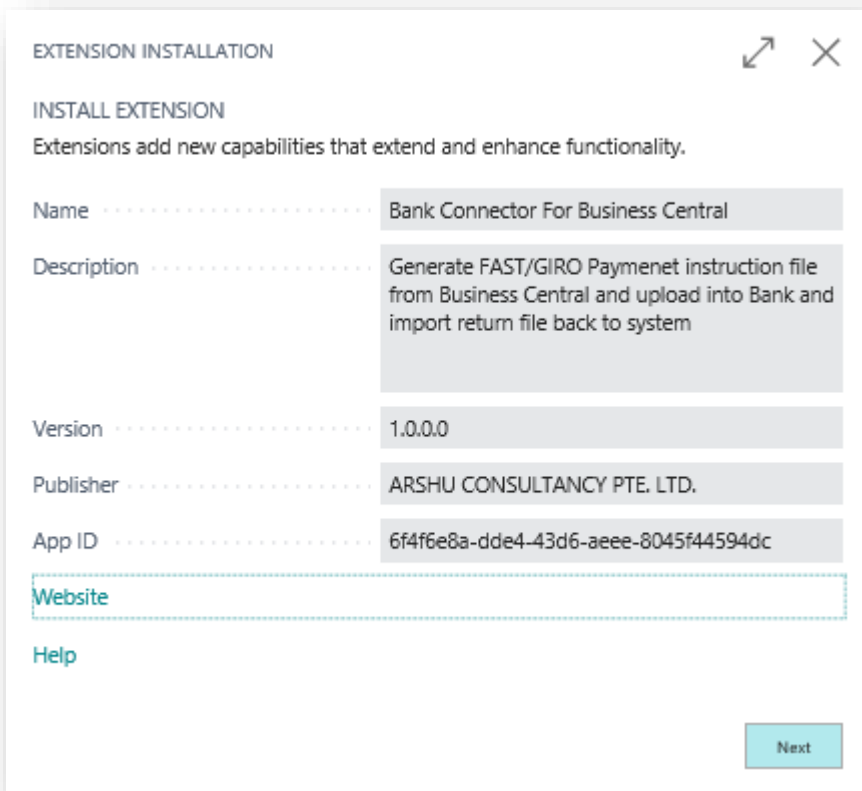 EXTENSION INSTALLATION
INSTALL EXTENSION
Extensions add new capabilities that extend and enhance functionality.
Name Bank Connector For Business Central
Description Generate FAST/GIRO Paymenet instruction file
from Business Central and upload into Bank and
import return file back to system
Version 1.0.0.0
Publisher ARSHU CONSULTANCY PTE. LTD.
App ID 6f4f6e8a-dde4-43d6-aeee-8045f44594dc
Website
Help
Next